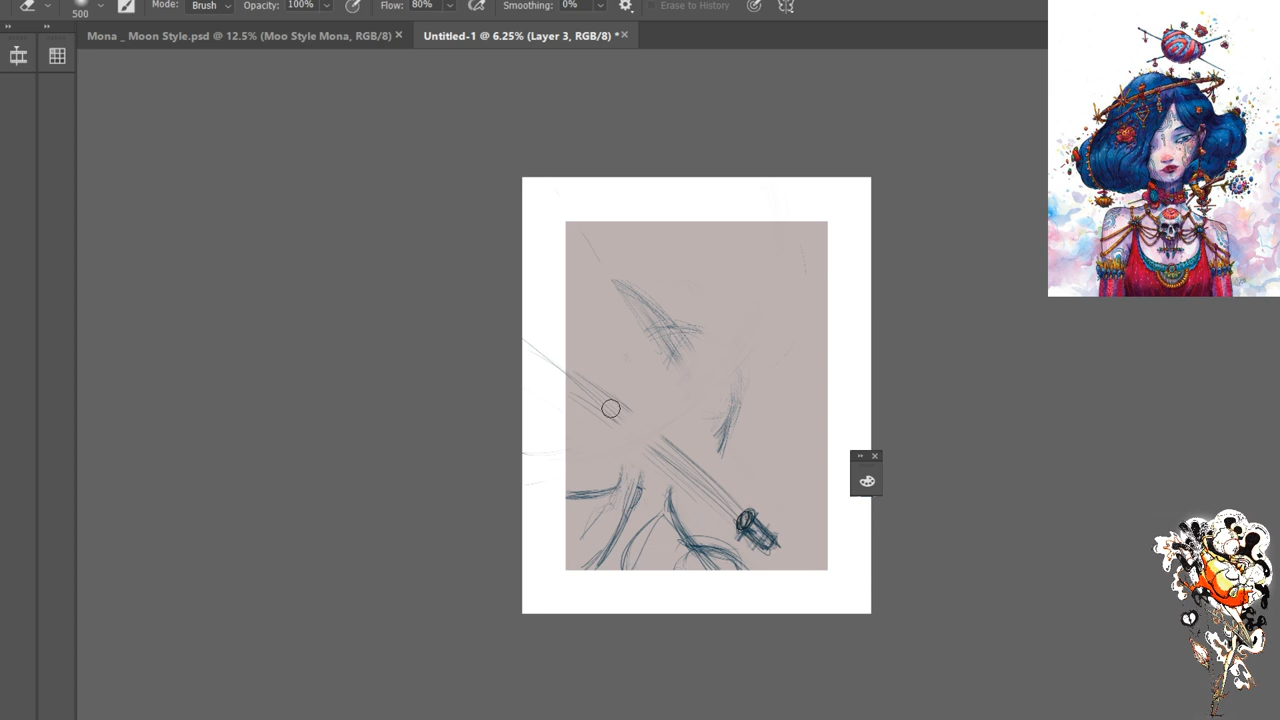 Mode: Brush Opacity: 100% Flow: 80% Smoothing: 0% Erase to History
500
Mona _ Moon Style.psd @ 12.5% (Moo Style Mona, RGB/8) × Untitled-1 @ 6.25% (Layer 3, RGB/8) * ×